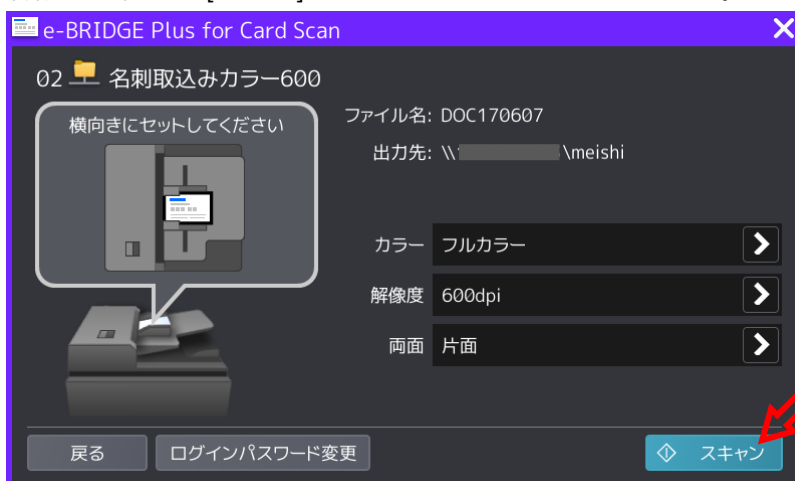 e-BRIDGE Plus for Card Scan
02 名刺取込みカラー600
横向きにセットしてください
ファイル名: DOC170607
出力先: \\ \meishi
カラー フルカラー
解像度 600dpi
両面 片面
戻る ログインパスワード変更 スキャン